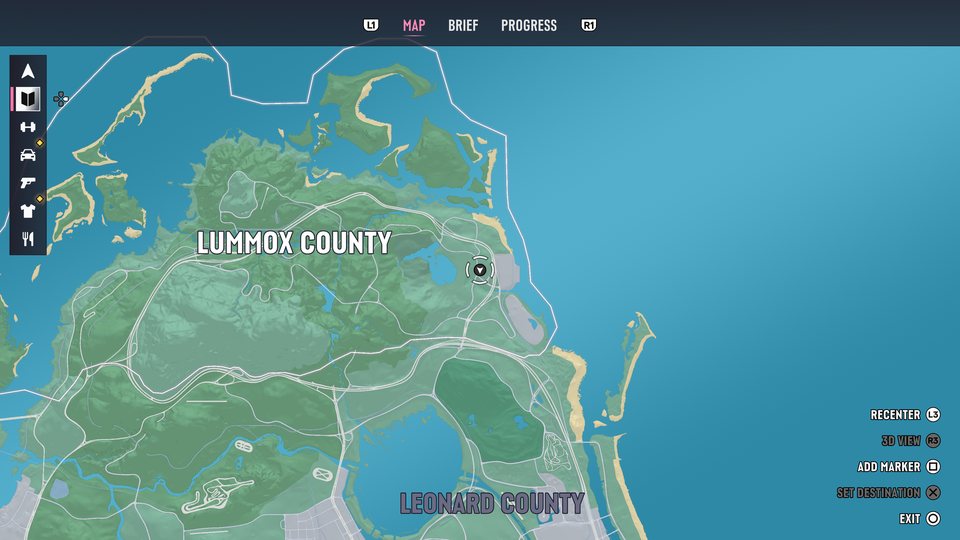 L1 MAP BRIEF PROGRESS R1
LUMMOX COUNTY
LEONARD COUNTY
RECENTER L3
3D VIEW R3
ADD MARKER
SET DESTINATION
EXIT